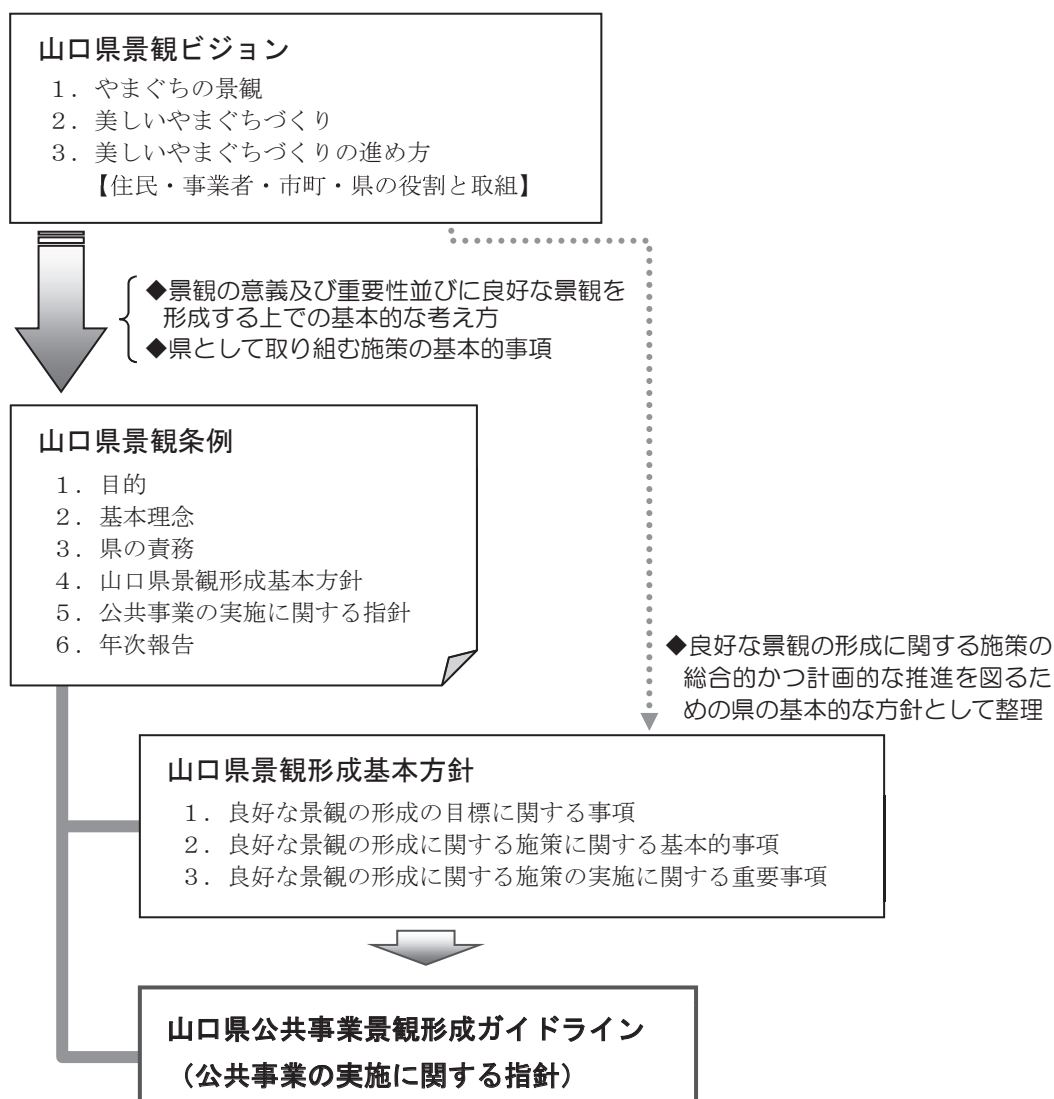 山口県景観ビジョン
１．やまぐちの景観
２．美しいやまぐちづくり
３．美しいやまぐちづくりの進め方
【住民・事業者・市町・県の役割と取組】
◆景観の意義及び重要性並びに良好な景観を
形成する上での基本的な考え方
◆県として取り組む施策の基本的事項
山口県景観条例
１．目的
２．基本理念
３．県の責務
４．山口県景観形成基本方針
５．公共事業の実施に関する指針
６．年次報告
◆良好な景観の形成に関する施策の
総合的かつ計画的な推進を図るた
めの県の基本的な方針として整理
山口県景観形成基本方針
１．良好な景観の形成の目標に関する事項
２．良好な景観の形成に関する施策に関する基本的事項
３．良好な景観の形成に関する施策の実施に関する重要事項
山口県公共事業景観形成ガイドライン
（公共事業の実施に関する指針）